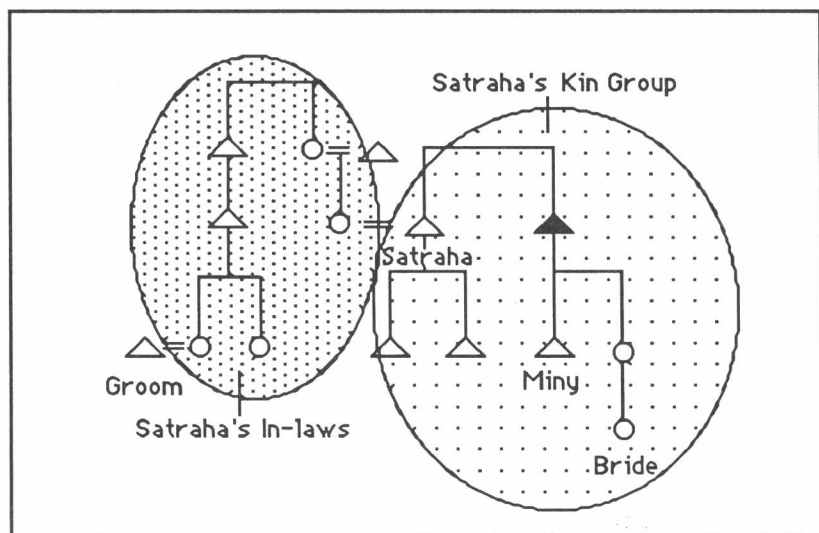 Satraha's Kin Group
Satraha
Groom
Miny
Satraha's In-laws
Bride